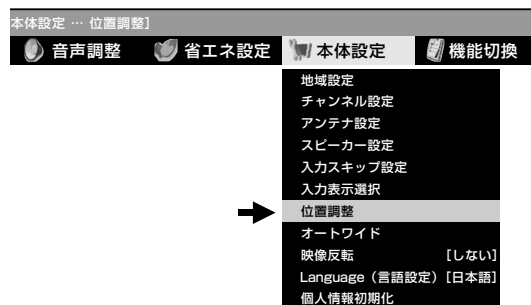 本体設定 … 位置調整]
音声調整 省エネ設定 本体設定 機能切換
地域設定
チャンネル設定
アンテナ設定
スピーカー設定
入力スキップ設定
入力表示選択
位置調整
オートワイド
映像反転 [しない]
Language（言語設定）[日本語]
個人情報初期化